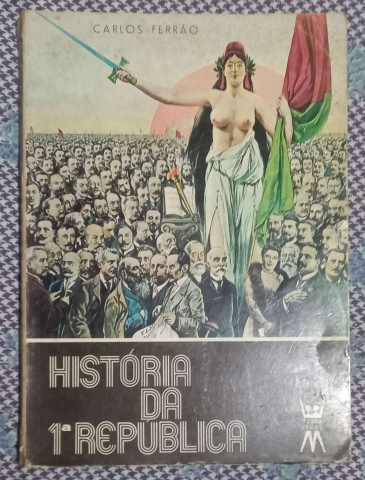 CARLOS FERRÃO
HISTÓRIA
DA
1ª REPÚBLICA